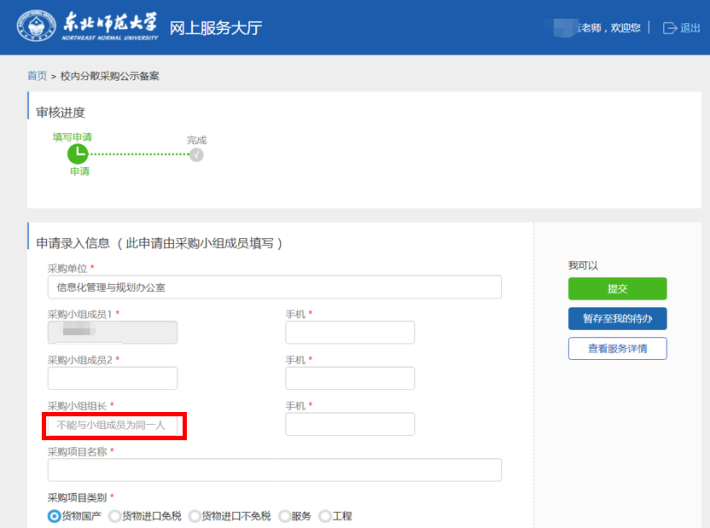 东北师范大学
NORTHEAST NORMAL UNIVERSITY
网上服务大厅
老师，欢迎您 | 退出
首页 > 校内分散采购公示备案
审核进度
填写申请 完成
申请
申请录入信息 （此申请由采购小组成员填写）
我可以
采购单位 *
信息化管理与规划办公室
提交
采购小组成员1 * 手机 *
暂存至我的待办
查看服务详情
采购小组成员2 * 手机 *
采购小组组长 * 手机 *
不能与小组成员为同一人
采购项目名称 *
采购项目类别 *
货物国产 货物进口免税 货物进口不免税 服务 工程